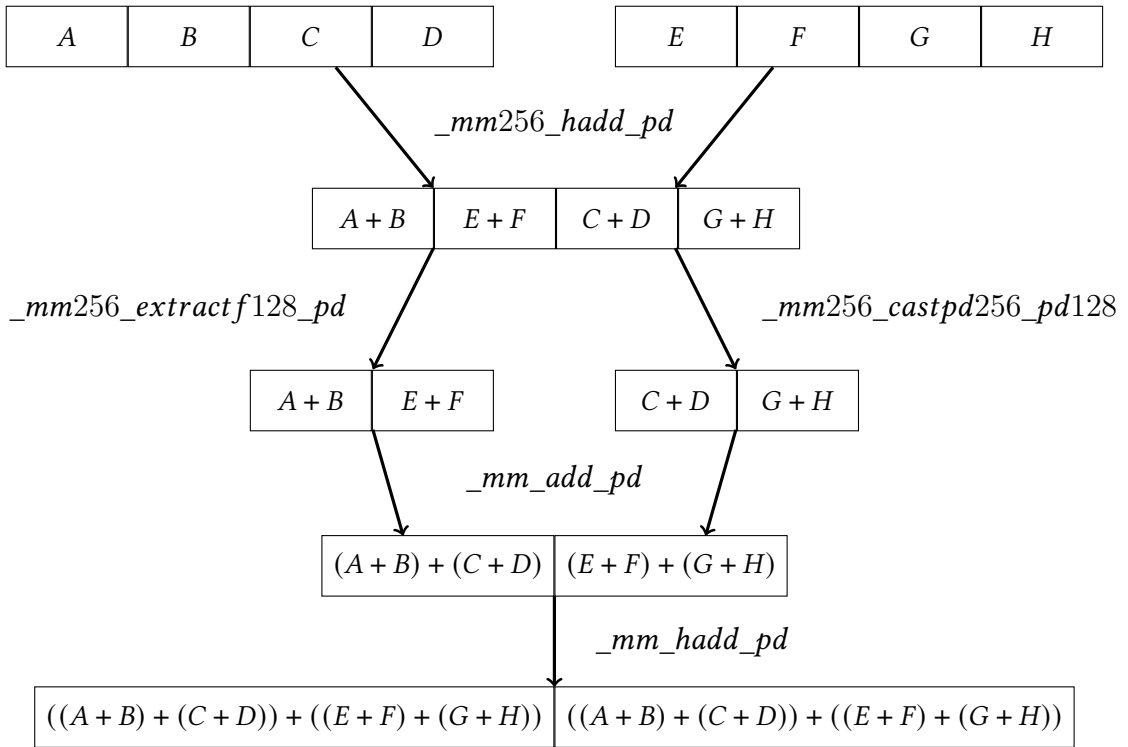 A B C D E F G H
_mm256_hadd_pd
A + B E + F C + D G + H
_mm256_extractf128_pd _mm256_castpd256_pd128
A + B E + F C + D G + H
_mm_add_pd
(A + B) + (C + D) (E + F) + (G + H)
_mm_hadd_pd
((A + B) + (C + D)) + ((E + F) + (G + H)) ((A + B) + (C + D)) + ((E + F) + (G + H))